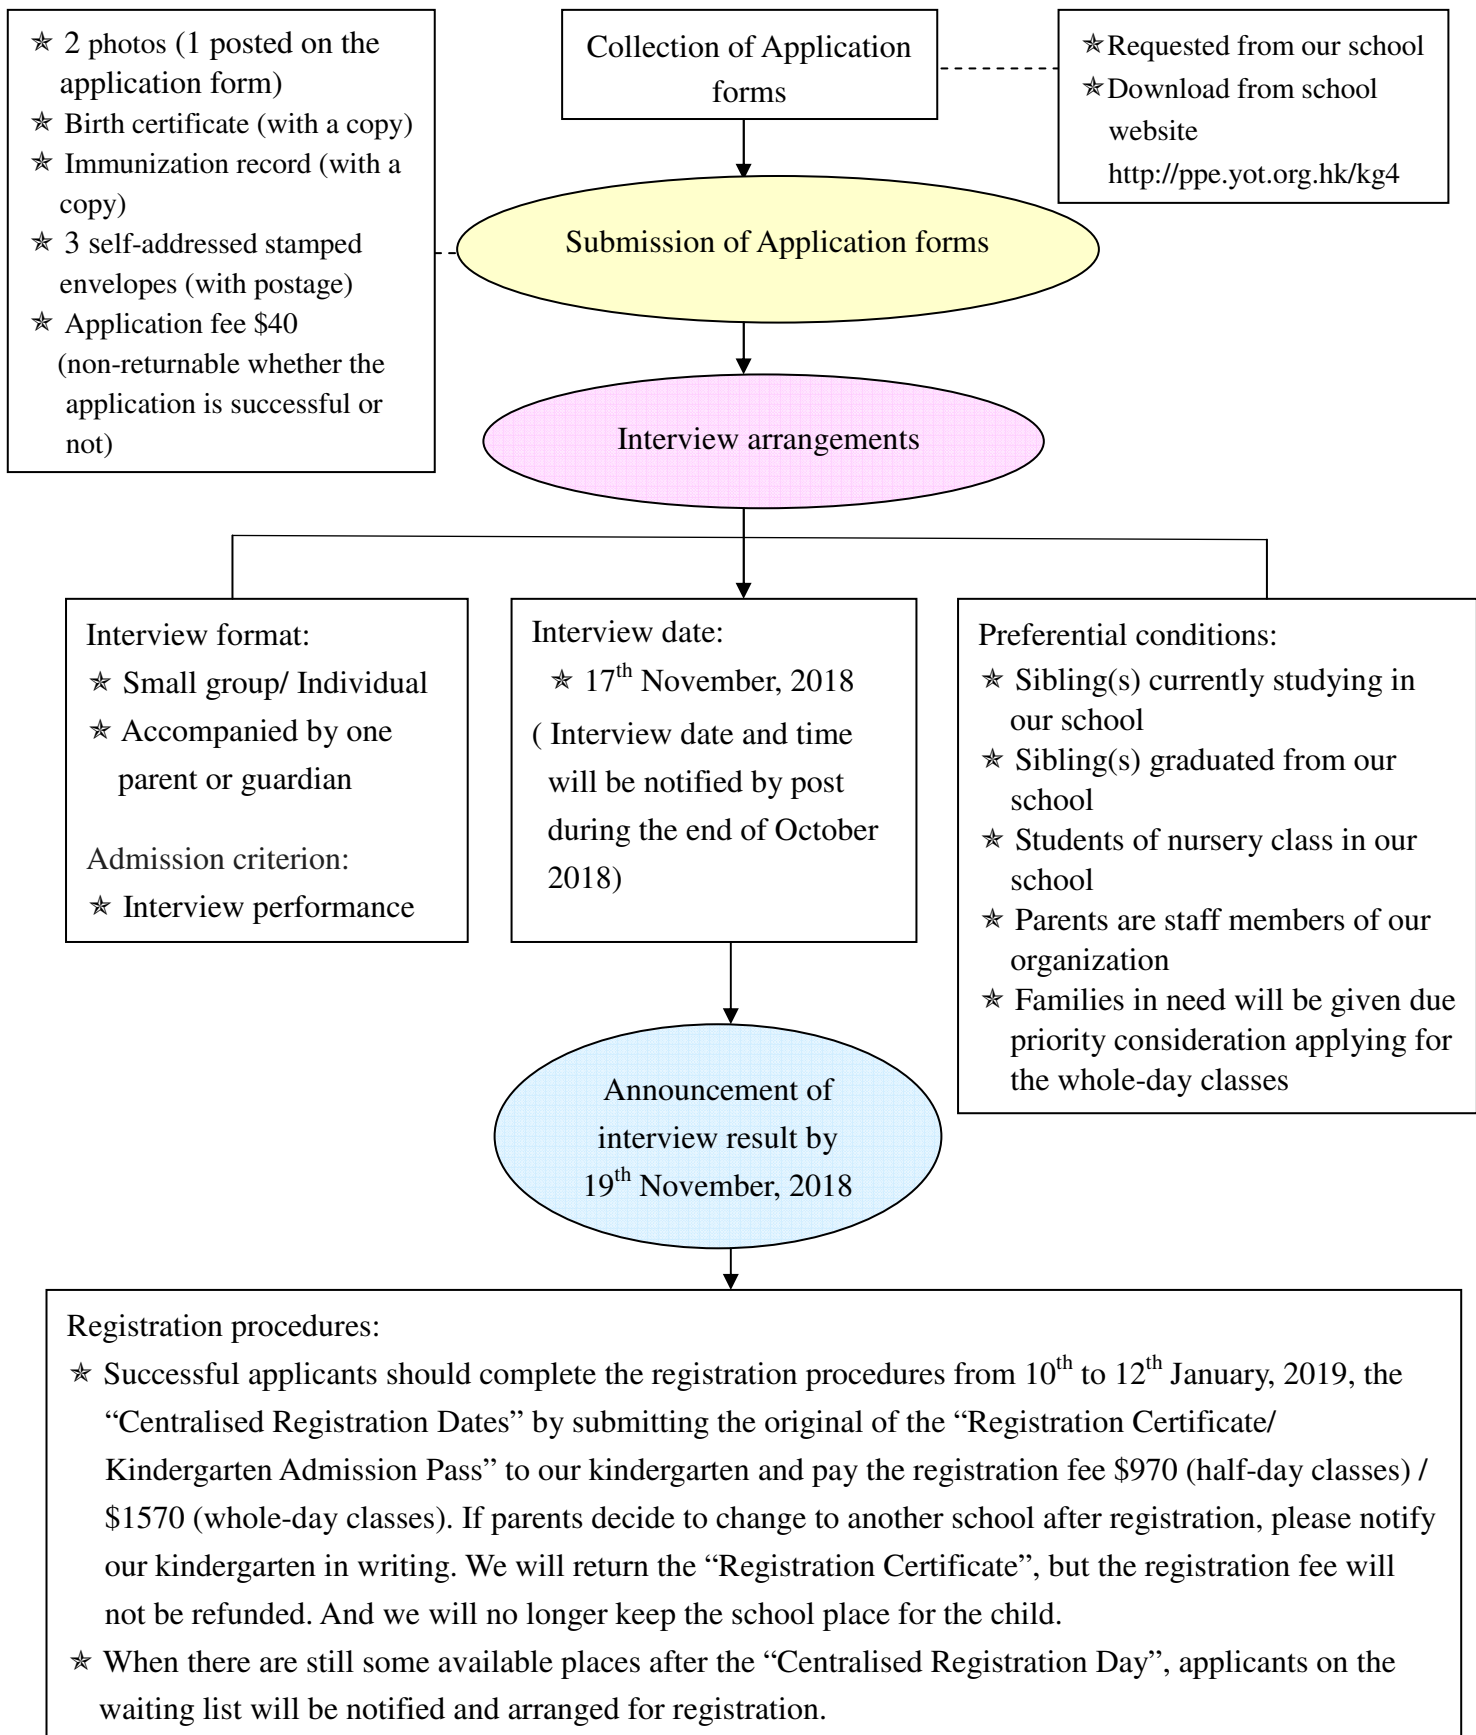 ✯ 2 photos (1 posted on the
application form)
✯ Birth certificate (with a copy)
✯ Immunization record (with a
copy)
✯ 3 self-addressed stamped
envelopes (with postage)
✯ Application fee $40
(non-returnable whether the
application is successful or
not)
Collection of Application
forms
✯Requested from our school
✯Download from school
website
http://ppe.yot.org.hk/kg4
Submission of Application forms
Interview arrangements
Interview format:
✯ Small group/ Individual
✯ Accompanied by one
parent or guardian
Admission criterion:
✯ Interview performance
Interview date:
✯ 17th November, 2018
( Interview date and time
will be notified by post
during the end of October
2018)
Preferential conditions:
✯ Sibling(s) currently studying in
our school
✯ Sibling(s) graduated from our
school
✯ Students of nursery class in our
school
✯ Parents are staff members of our
organization
✯ Families in need will be given due
priority consideration applying for
the whole-day classes
Announcement of
interview result by
19th November, 2018
Registration procedures:
✯ Successful applicants should complete the registration procedures from 10th to 12th January, 2019, the
“Centralised Registration Dates” by submitting the original of the “Registration Certificate/
Kindergarten Admission Pass” to our kindergarten and pay the registration fee $970 (half-day classes) /
$1570 (whole-day classes). If parents decide to change to another school after registration, please notify
our kindergarten in writing. We will return the “Registration Certificate”, but the registration fee will
not be refunded. And we will no longer keep the school place for the child.
✯ When there are still some available places after the “Centralised Registration Day”, applicants on the
waiting list will be notified and arranged for registration.